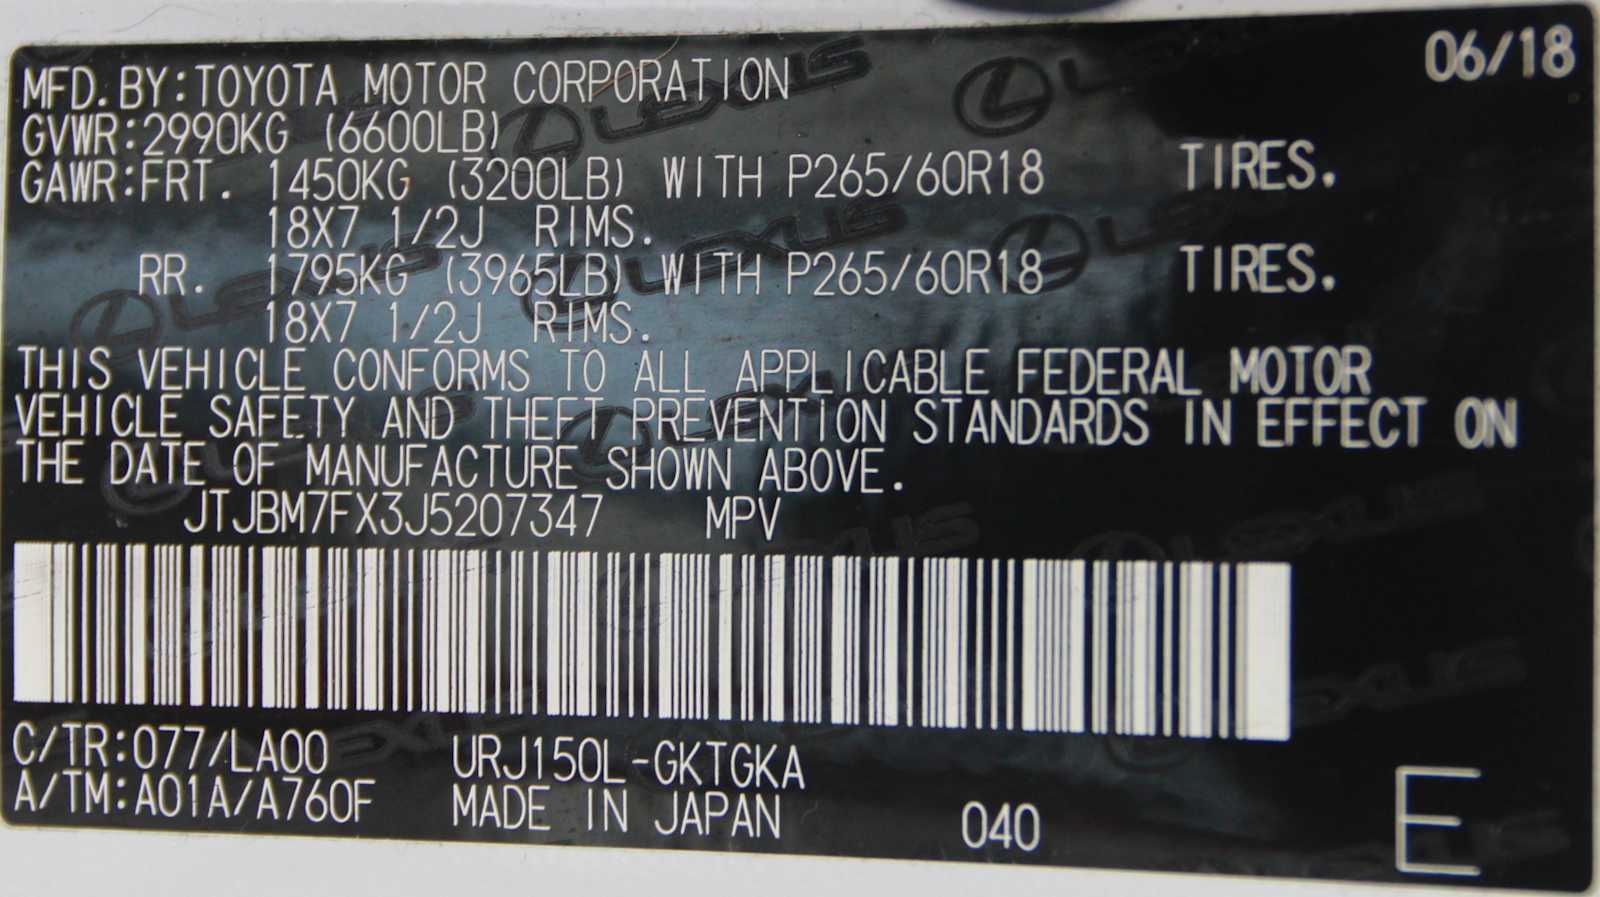 06/18
MFD.BY:TOYOTA MOTOR CORPORATION
GVWR:2990KG (6600LB)
GAWR:FRT. 1450KG (3200LB) WITH P265/60R18 TIRES.
18X7 1/2J RIMS.
RR. 1795KG (3965LB) WITH P265/60R18 TIRES.
18X7 1/2J RIMS.
THIS VEHICLE CONFORMS TO ALL APPLICABLE FEDERAL MOTOR
VEHICLE SAFETY AND THEFT PREVENTION STANDARDS IN EFFECT ON
THE DATE OF MANUFACTURE SHOWN ABOVE.
JTJBM7FX3J5207347 MPV
C/TR:077/LA00 URJ150L-GKTGKA
A/TM:A01A/A760F MADE IN JAPAN 040 E